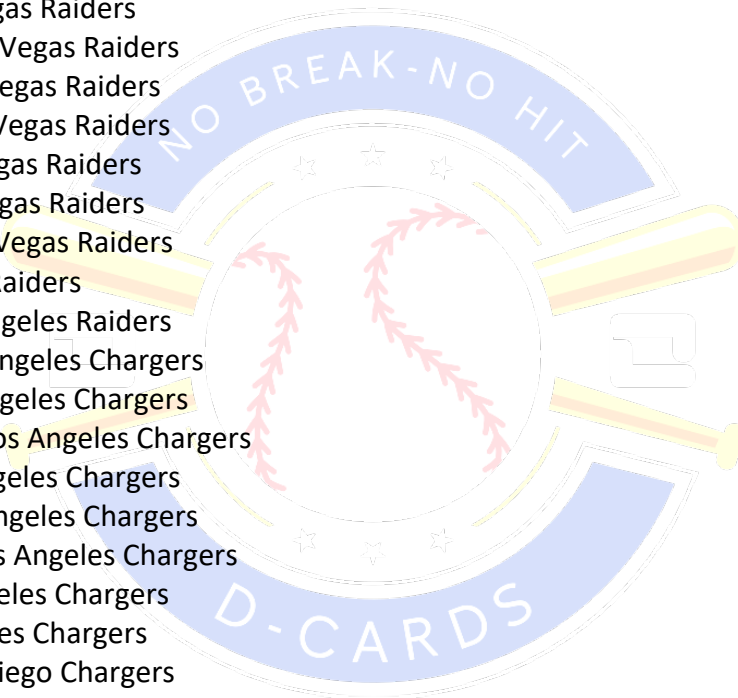 gas Raiders
Vegas Raiders
egas Raiders
Vegas Raiders
gas Raiders
gas Raiders
Vegas Raiders
Raiders
geles Raiders
ngeles Chargers
geles Chargers
os Angeles Chargers
geles Chargers
ngeles Chargers
s Angeles Chargers
eles Chargers
es Chargers
iego Chargers
NO BREAK-NO HIT
D-CARDS